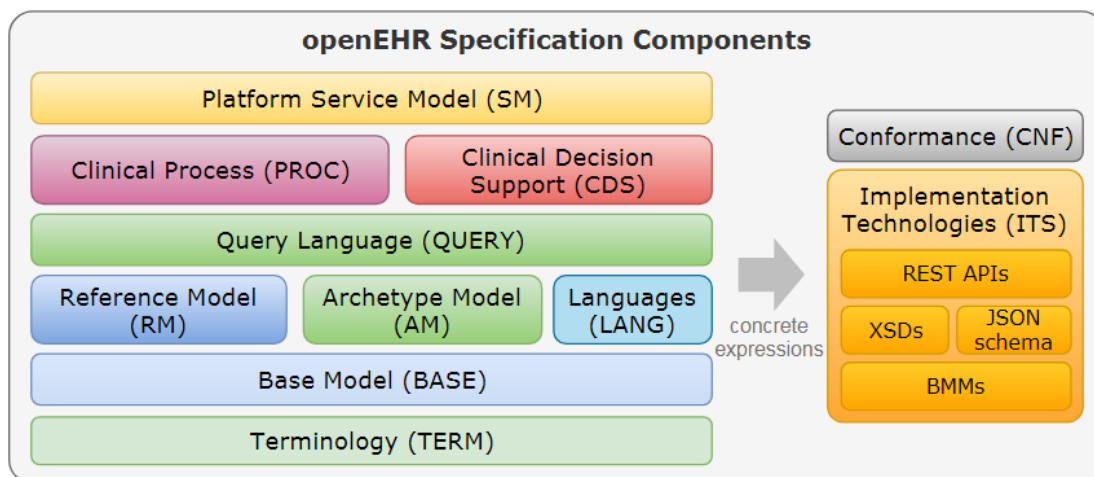 openEHR Specification Components
Platform Service Model (SM)
Clinical Process (PROC)
Clinical Decision
Support (CDS)
Query Language (QUERY)
Reference Model
(RM)
Archetype Model
(AM)
Languages
(LANG)
Base Model (BASE)
Terminology (TERM)
concrete
expressions
Conformance (CNF)
Implementation
Technologies (ITS)
REST APIs
XSDs
JSON
schema
BMMs